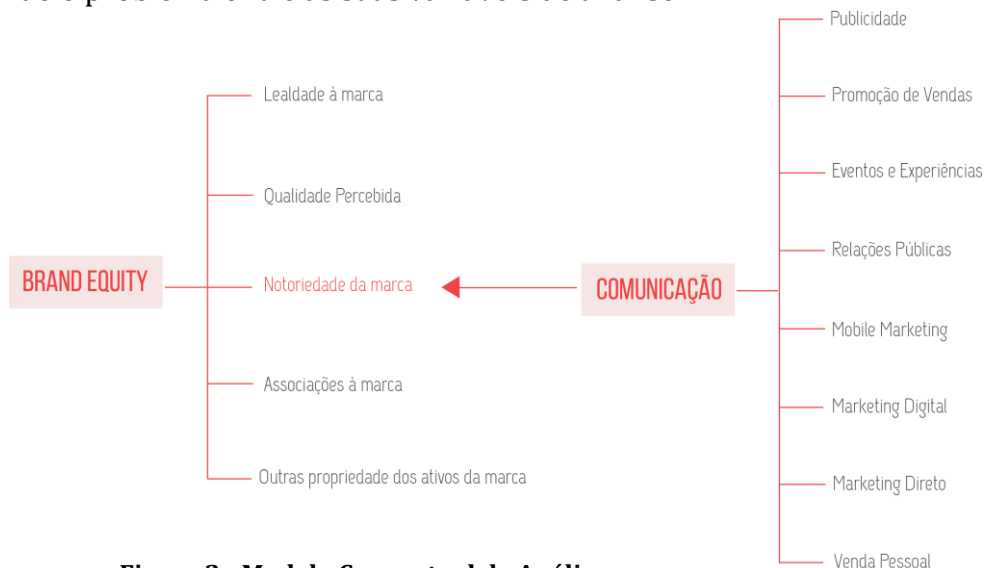 Publicidade
Lealdade à marca
Promoção de Vendas
Eventos e Experiências
Qualidade Percebida
Relações Públicas
BRAND EQUITY
Notoriedade da marca
COMUNICAÇÃO
Mobile Marketing
Associações à marca
Marketing Digital
Outras propriedade dos ativos da marca
Marketing Direto
Venda Pessoal